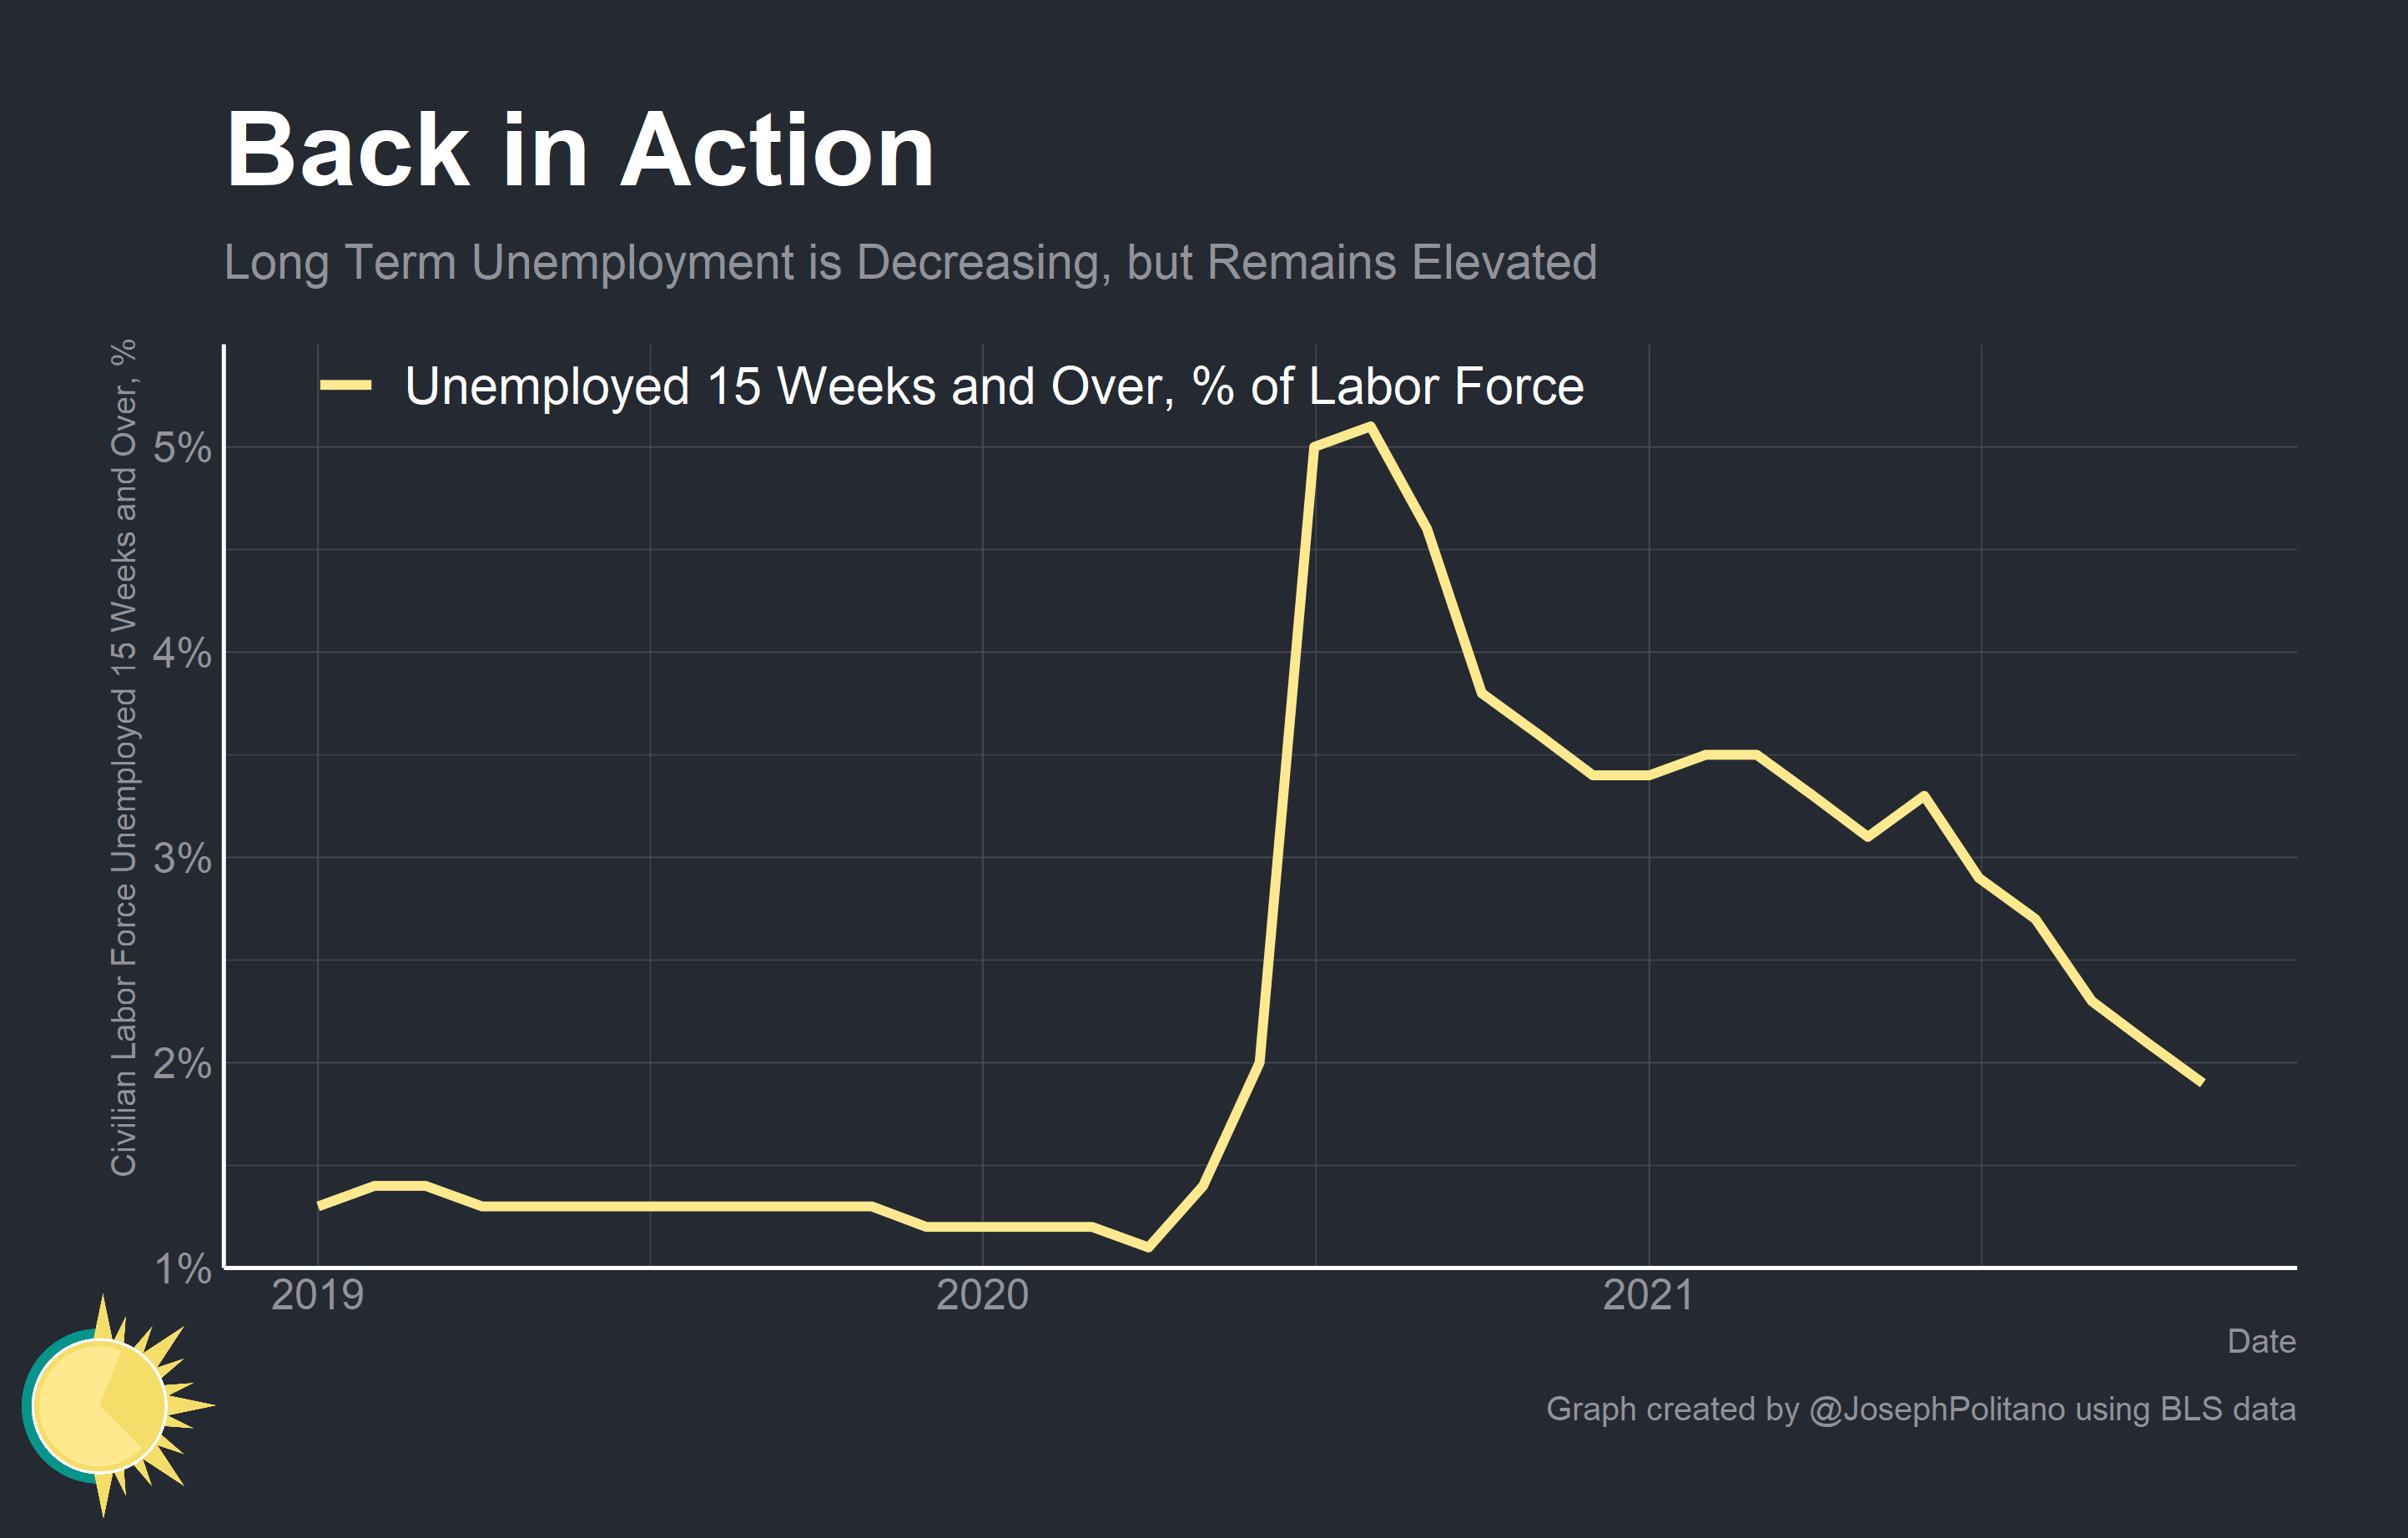 Back in Action
Long Term Unemployment is Decreasing, but Remains Elevated
Civilian Labor Force Unemployed 15 Weeks and Over, %
Unemployed 15 Weeks and Over, % of Labor Force
5%
4%
3%
2%
1%
2019
2020
2021
Date
Graph created by @JosephPolitano using BLS data